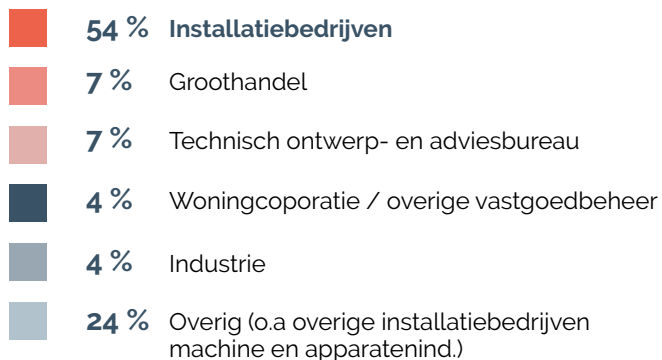 54 % Installatiebedrijven
7 % Groothandel
7 % Technisch ontwerp- en adviesbureau
4 % Woningcoporatie / overige vastgoedbeheer
4 % Industrie
24 % Overig (o.a overige installatiebedrijven
machine en apparatenind.)